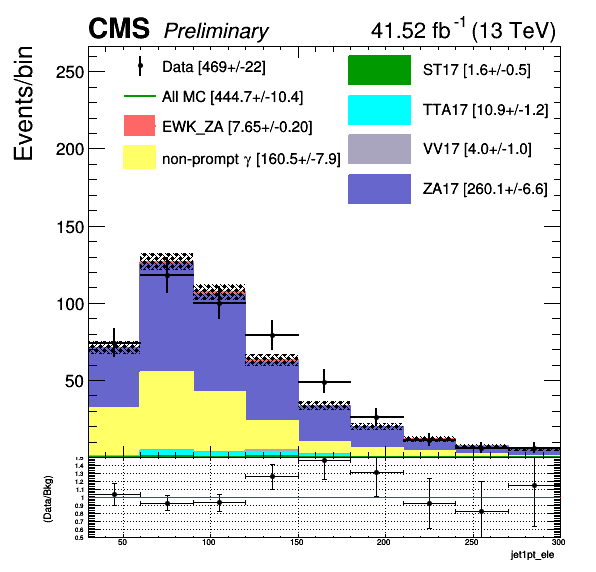 CMS Preliminary 41.52 fb⁻¹ (13 TeV)
Events/bin
250
200
150
100
50
Data [469+/-22]
All MC [444.7+/-10.4]
EWK_ZA [7.65+/-0.20]
non-prompt γ [160.5+/-7.9]
ST17 [1.6+/-0.5]
TTA17 [10.9+/-1.2]
VV17 [4.0+/-1.0]
ZA17 [260.1+/-6.6]
(Data/Bkg)
1.5
1.4
1.3
1.2
1.1
1
0.9
0.8
0.7
0.6
0.5
50 100 150 200 250 300
jet1pt_ele